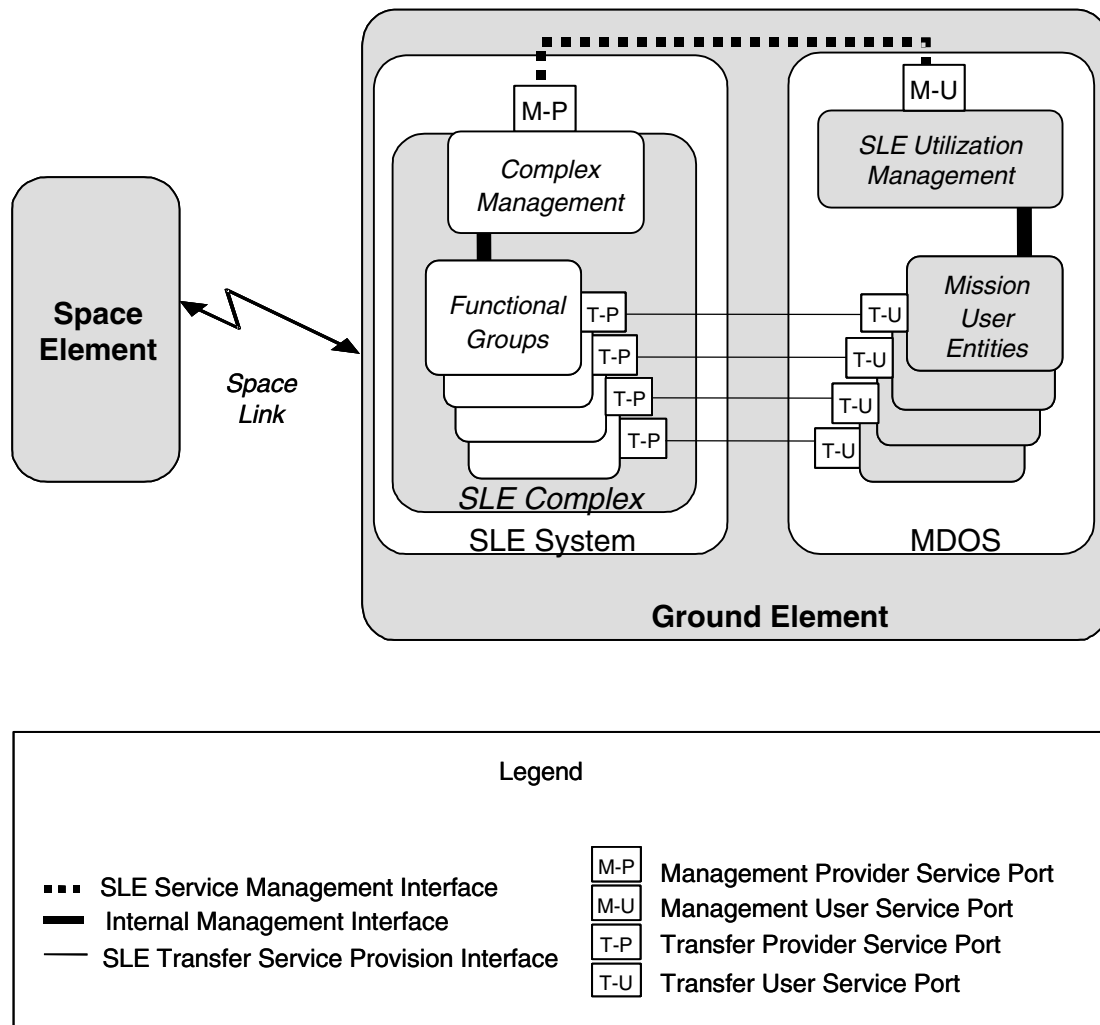 M-P
M-U
Complex
Management
SLE Utilization
Management
Space
Element
Space
Link
Functional
Groups
T-P
T-P
T-P
T-P
T-U
T-U
T-U
T-U
Mission
User
Entities
SLE Complex
SLE System
MDOS
Ground Element
Legend
SLE Service Management Interface
Internal Management Interface
SLE Transfer Service Provision Interface
M-P Management Provider Service Port
M-U Management User Service Port
T-P Transfer Provider Service Port
T-U Transfer User Service Port